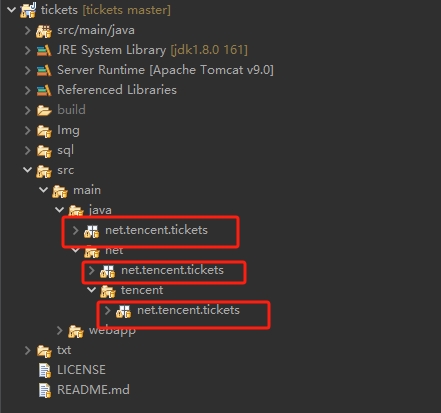 tickets [tickets master]
src/main/java
JRE System Library [jdk1.8.0 161]
Server Runtime [Apache Tomcat v9.0]
Referenced Libraries
build
Img
sql
src
main
java
net.tencent.tickets
net
net.tencent.tickets
tencent
net.tencent.tickets
webapp
txt
LICENSE
README.md